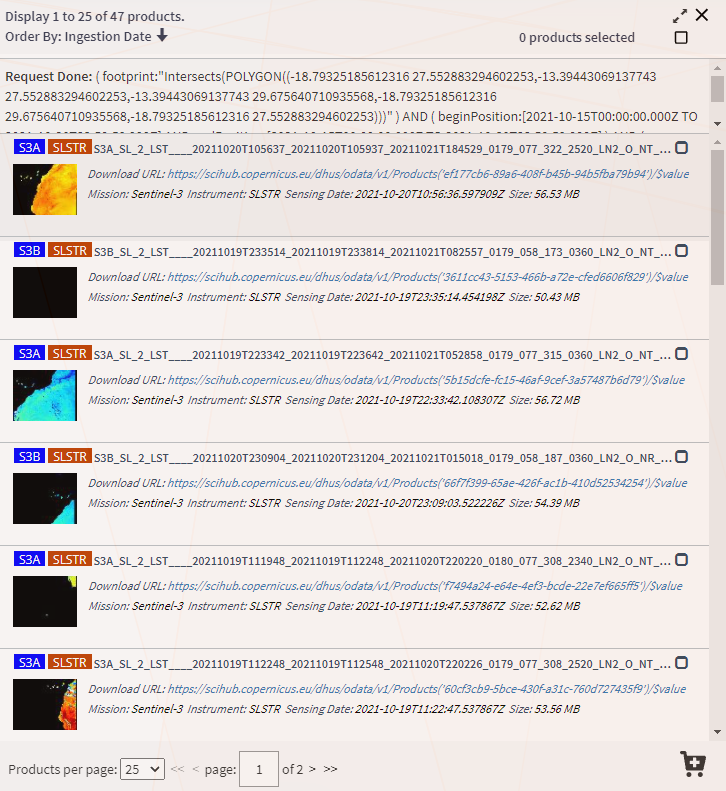 Display 1 to 25 of 47 products.
Order By: Ingestion Date
0 products selected
Request Done: ( footprint:"Intersects(POLYGON((-18.79325185612316 27.552883294602253,-13.39443069137743
27.552883294602253,-13.39443069137743 29.675640710935568,-18.79325185612316
29.675640710935568,-18.79325185612316 27.552883294602253)))" ) AND ( beginPosition:[2021-10-15T00:00:00.000Z TO
S3A SLSTR S3A_SL_2_LST____20211020T105637_20211020T105937_20211021T184529_0179_077_322_2520_LN2_O_NT_...
Download URL: https://scihub.copernicus.eu/dhus/odata/v1/Products('ef177cb6-89a6-408f-b45b-94b5fba79b94')/$value
Mission: Sentinel-3 Instrument: SLSTR Sensing Date: 2021-10-20T10:56:36.597909Z Size: 56.53 MB
S3B SLSTR S3B_SL_2_LST____20211019T233514_20211019T233814_20211021T082557_0179_058_173_0360_LN2_O_NT_...
Download URL: https://scihub.copernicus.eu/dhus/odata/v1/Products('3611cc43-5153-466b-a72e-cfed6606f829')/$value
Mission: Sentinel-3 Instrument: SLSTR Sensing Date: 2021-10-19T23:35:14.454198Z Size: 50.43 MB
S3A SLSTR S3A_SL_2_LST____20211019T223342_20211019T223642_20211021T052858_0179_077_315_0360_LN2_O_NT_...
Download URL: https://scihub.copernicus.eu/dhus/odata/v1/Products('5b15dcfe-fc15-46af-9cef-3a57487b6d79')/$value
Mission: Sentinel-3 Instrument: SLSTR Sensing Date: 2021-10-19T22:33:42.108307Z Size: 56.72 MB
S3B SLSTR S3B_SL_2_LST____20211020T230904_20211020T231204_20211021T015018_0179_058_187_0360_LN2_O_NR_...
Download URL: https://scihub.copernicus.eu/dhus/odata/v1/Products('66f7f399-65ae-426f-ac1b-410d52534254')/$value
Mission: Sentinel-3 Instrument: SLSTR Sensing Date: 2021-10-20T23:09:03.522226Z Size: 54.39 MB
S3A SLSTR S3A_SL_2_LST____20211019T111948_20211019T112248_20211020T220220_0180_077_308_2340_LN2_O_NT_...
Download URL: https://scihub.copernicus.eu/dhus/odata/v1/Products('f7494a24-e64e-4ef3-bcde-22e7ef665ff5')/$value
Mission: Sentinel-3 Instrument: SLSTR Sensing Date: 2021-10-19T11:19:47.537867Z Size: 52.62 MB
S3A SLSTR S3A_SL_2_LST____20211019T112248_20211019T112548_20211020T220226_0179_077_308_2520_LN2_O_NT_...
Download URL: https://scihub.copernicus.eu/dhus/odata/v1/Products('60cf3cb9-5bce-430f-a31c-760d727435f9')/$value
Mission: Sentinel-3 Instrument: SLSTR Sensing Date: 2021-10-19T11:22:47.537867Z Size: 53.56 MB
Products per page: 25 << < page: 1 of 2 > >>